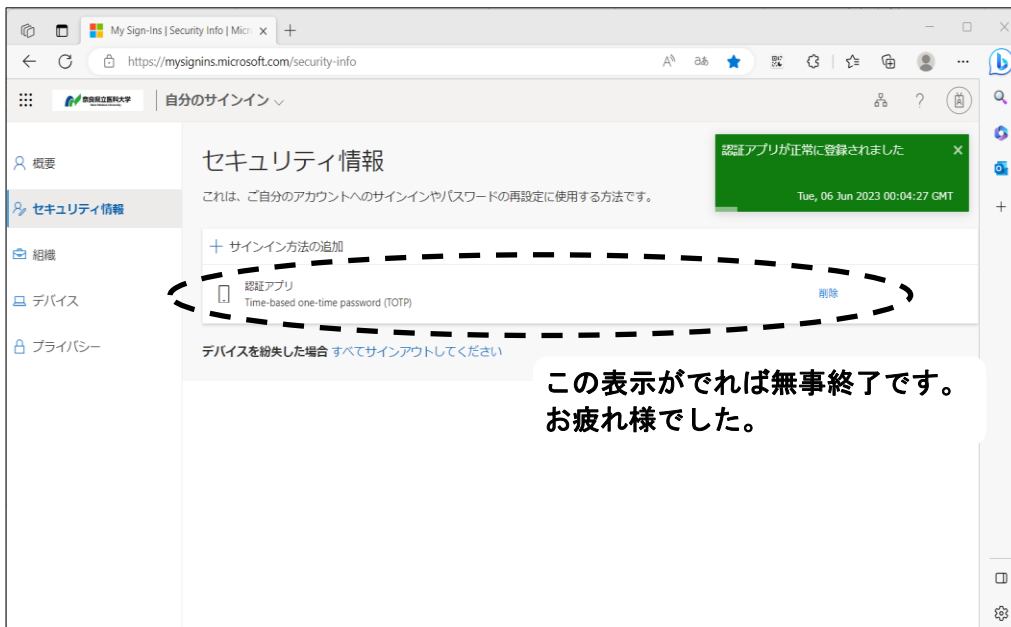 My Sign-Ins | Security Info | Micr
https://mysignins.microsoft.com/security-info
奈良県立医科大学
自分のサインイン
概要
セキュリティ情報
組織
デバイス
プライバシー
セキュリティ情報
これは、ご自分のアカウントへのサインインやパスワードの再設定に使用する方法です。
認証アプリが正常に登録されました
Tue, 06 Jun 2023 00:04:27 GMT
サインイン方法の追加
認証アプリ
Time-based one-time password (TOTP)
削除
デバイスを紛失した場合 すべてサインアウトしてください
この表示がでれば無事終了です。
お疲れ様でした。